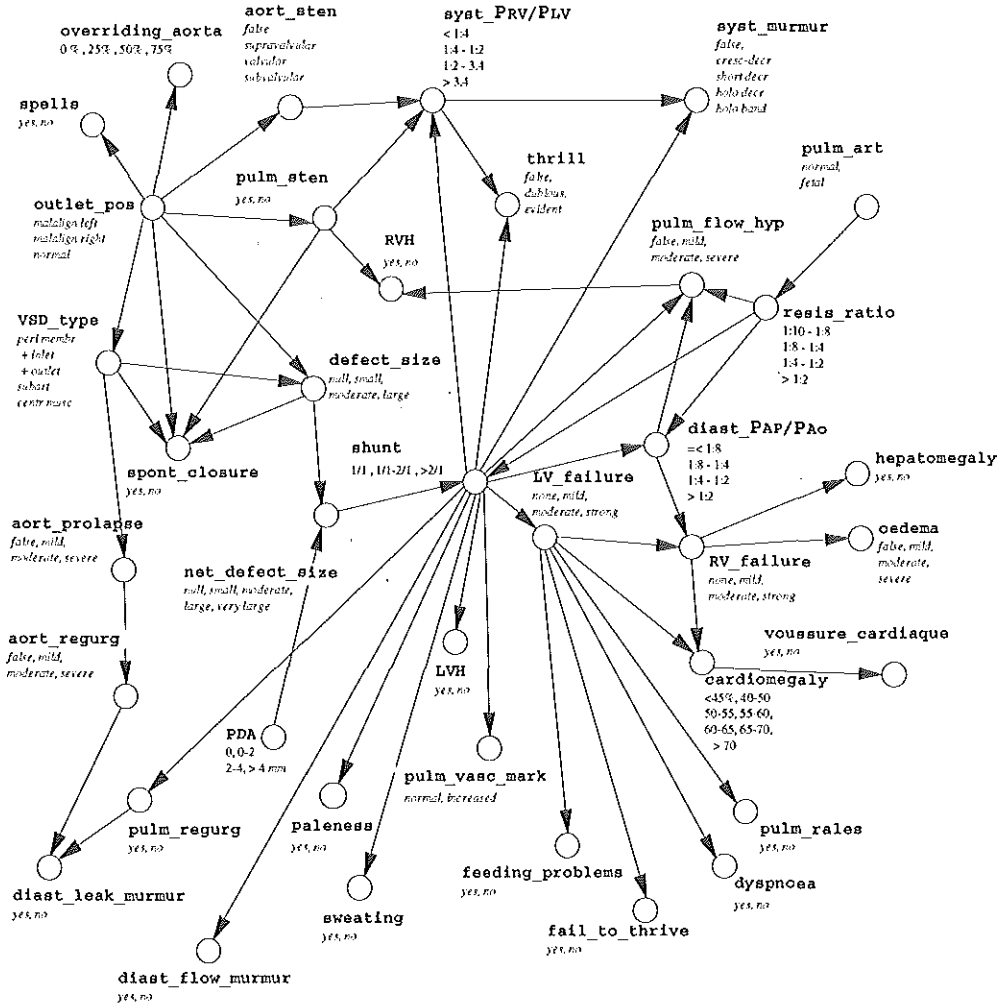 aort_sten
false
supravalvular
valvular
subvalvular
syst_PRV/PLV
< 1:4
1:4 - 1:2
1:2 - 3.4
> 3.4
syst_murmur
false,
cresc-decr
short decr
holo decr
holo band
overriding_aorta
0 %, 25%, 50%, 75%
spells
yes, no
pulm_sten
yes, no
thrill
false,
dubious,
evident
pulm_art
normal,
fetal
outlet_pos
malalign left
malalign right
normal
RVH
yes, no
pulm_flow_hyp
false, mild,
moderate, severe
VSD_type
perimembr
+ inlet
+ outlet
subart
centr musc
defect_size
null, small,
moderate, large
resis_ratio
1:10 - 1:8
1:8 - 1:4
1:4 - 1:2
> 1:2
spont_closure
yes, no
shunt
1/1 , 1/1-2/1 , >2/1
LV_failure
none, mild,
moderate, strong
diast_PAP/PAo
=< 1:8
1:8 - 1:4
1:4 - 1:2
> 1:2
hepatomegaly
yes, no
aort_prolapse
false, mild,
moderate, severe
net_defect_size
null, small, moderate,
large, very large
RV_failure
none, mild,
moderate, strong
oedema
false, mild,
moderate,
severe
aort_regurg
false, mild,
moderate, severe
LVH
yes, no
voussure_cardiaque
yes, no
cardiomegaly
<45%, 40-50
50-55, 55-60,
60-65, 65-70,
> 70
PDA
0, 0-2
2-4, > 4 mm
pulm_vasc_mark
normal, increased
pulm_regurg
yes, no
paleness
yes, no
pulm_rales
yes, no
diast_leak_murmur
yes, no
sweating
yes, no
feeding_problems
yes, no
dyspnoea
yes, no
fail_to_thrive
yes, no
diast_flow_murmur
yes, no